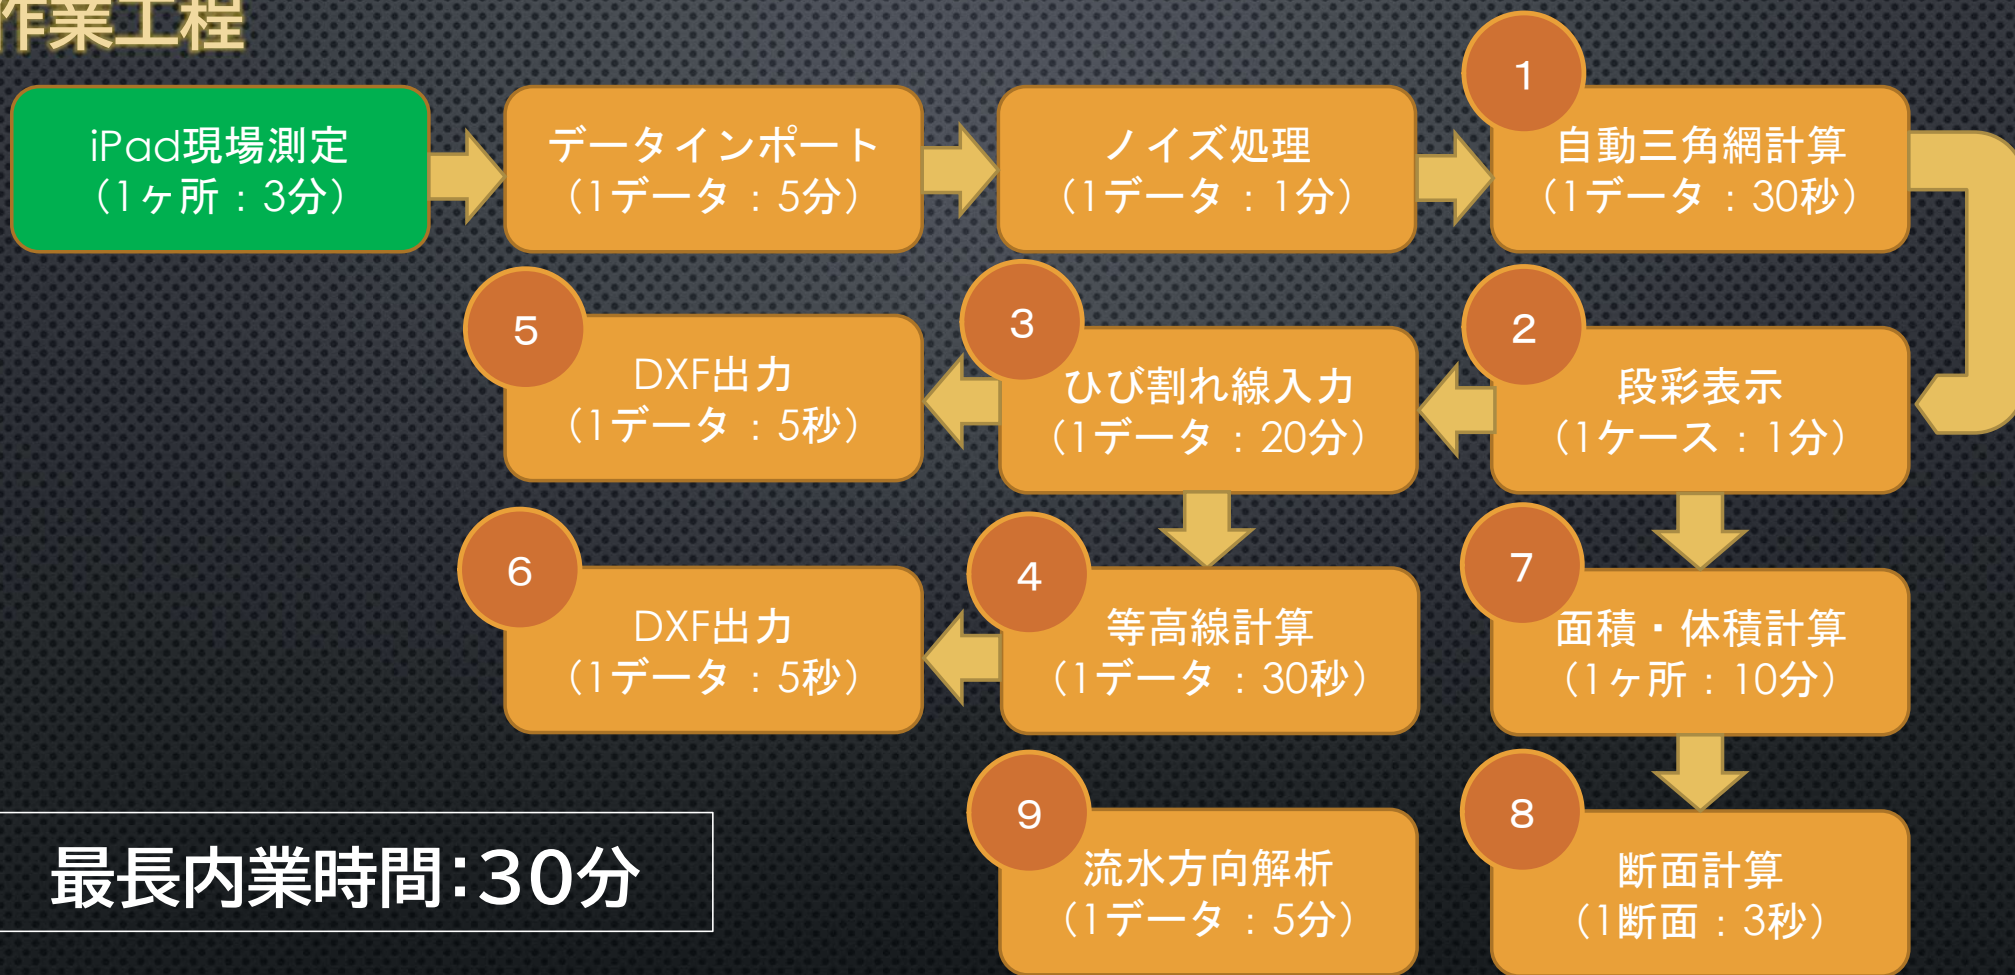 作業工程
iPad現場測定
（1ヶ所：3分）
データインポート
（1データ：5分）
ノイズ処理
（1データ：1分）
1
自動三角網計算
（1データ：30秒）
2
段彩表示
（1ケース：1分）
3
ひび割れ線入力
（1データ：20分）
5
DXF出力
（1データ：5秒）
4
等高線計算
（1データ：30秒）
6
DXF出力
（1データ：5秒）
7
面積・体積計算
（1ヶ所：10分）
8
断面計算
（1断面：3秒）
9
流水方向解析
（1データ：5分）
最長内業時間：30分